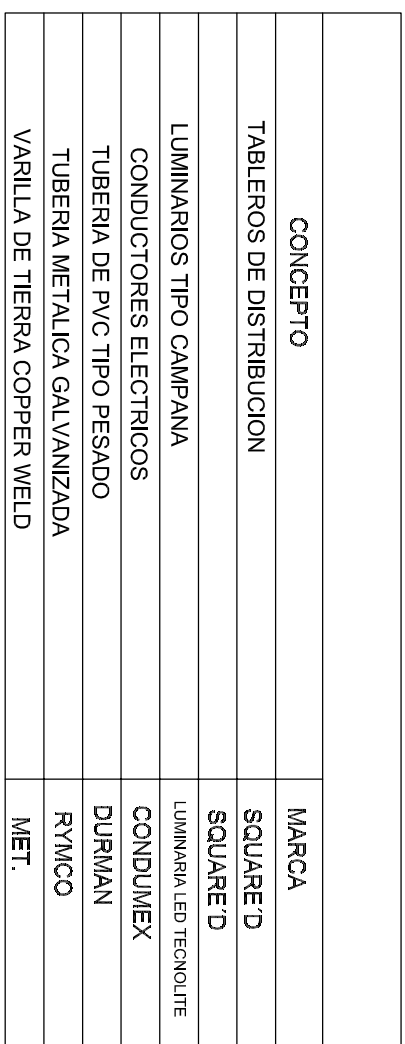 CONCEPTO MARCA
TABLEROS DE DISTRIBUCION SQUARE´D
SQUARE´D
LUMINARIOS TIPO CAMPANA LUMINARIA LED TECNOLITE
CONDUCTORES ELECTRICOS CONDUMEX
TUBERIA DE PVC TIPO PESADO DURMAN
TUBERIA METALICA GALVANIZADA RYMCO
VARILLA DE TIERRA COPPER WELD MET.